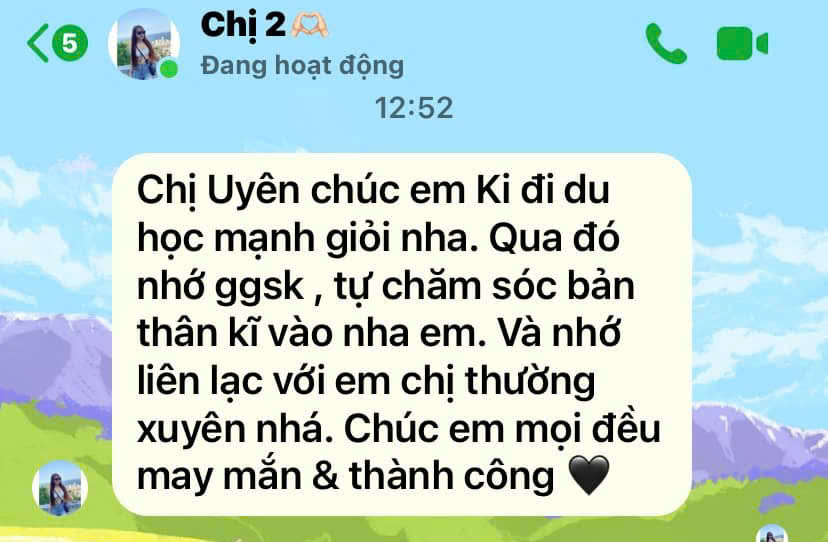 5
Chị 2🫶🏻
Đang hoạt động
12:52
Chị Uyên chúc em Ki đi du
học mạnh giỏi nha. Qua đó
nhớ ggsk , tự chăm sóc bản
thân kĩ vào nha em. Và nhớ
liên lạc với em chị thường
xuyên nhá. Chúc em mọi đều
may mắn & thành công 🖤